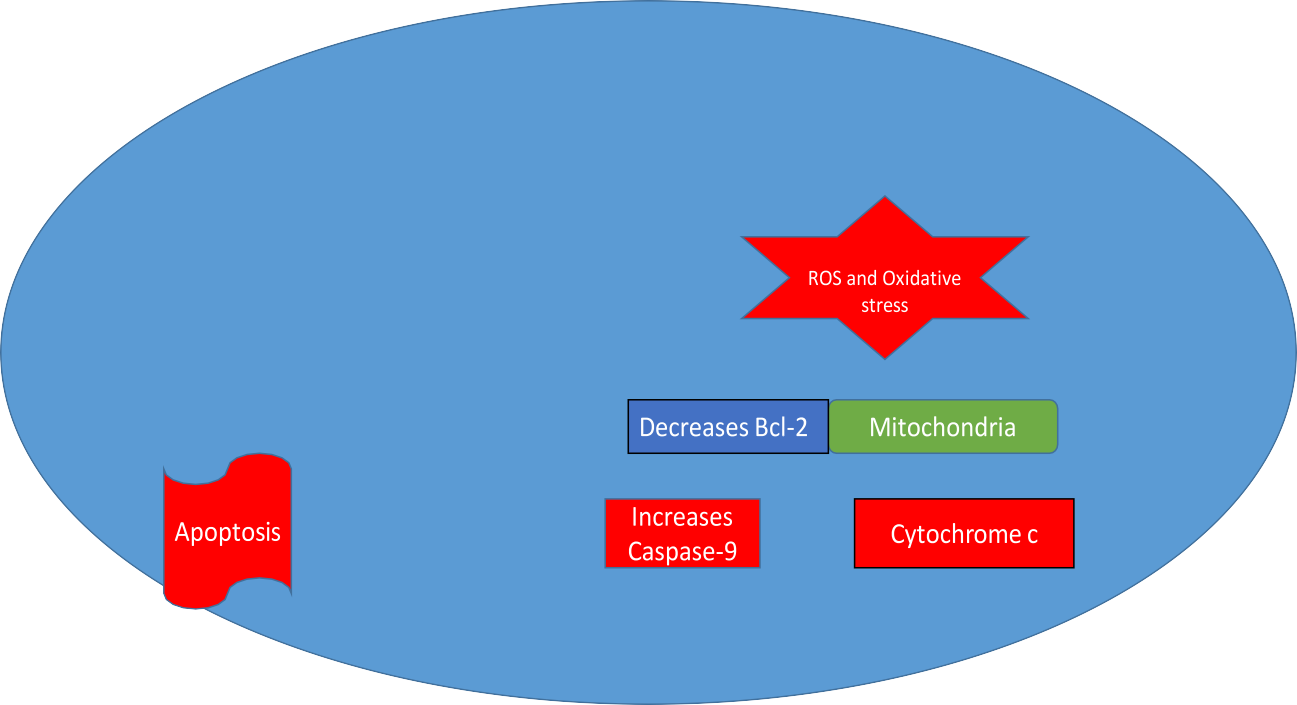 ROS and Oxidative
stress
Decreases Bcl-2
Mitochondria
Increases
Caspase-9
Cytochrome c
Apoptosis